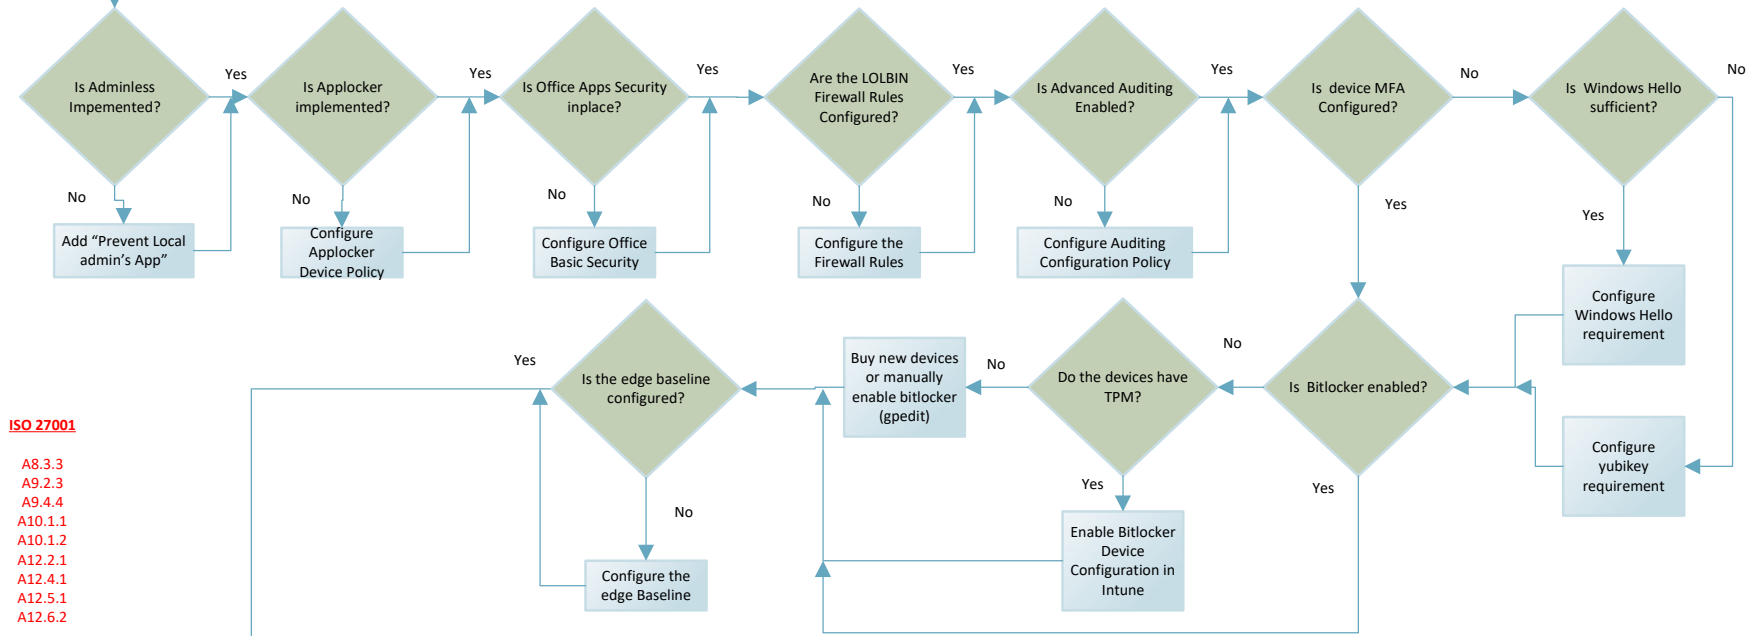 Is Adminless
Impemented?
Yes
No
Add “Prevent Local
admin’s App”
Is Applocker
implemented?
Yes
No
Configure
Applocker
Device Policy
Is Office Apps Security
inplace?
Yes
No
Configure Office
Basic Security
Are the LOLBIN
Firewall Rules
Configured?
Yes
No
Configure the
Firewall Rules
Is Advanced Auditing
Enabled?
Yes
No
Configure Auditing
Configuration Policy
Is  device MFA
Configured?
No
Yes
Is  Windows Hello
sufficient?
No
Yes
Configure
Windows Hello
requirement
Configure
yubikey
requirement
Is  Bitlocker enabled?
No
Yes
Do the devices have
TPM?
No
Yes
Buy new devices
or manually
enable bitlocker
(gpedit)
Enable Bitlocker
Device
Configuration in
Intune
Is the edge baseline
configured?
Yes
No
Configure the
edge Baseline
ISO 27001
A8.3.3
A9.2.3
A9.4.4
A10.1.1
A10.1.2
A12.2.1
A12.4.1
A12.5.1
A12.6.2